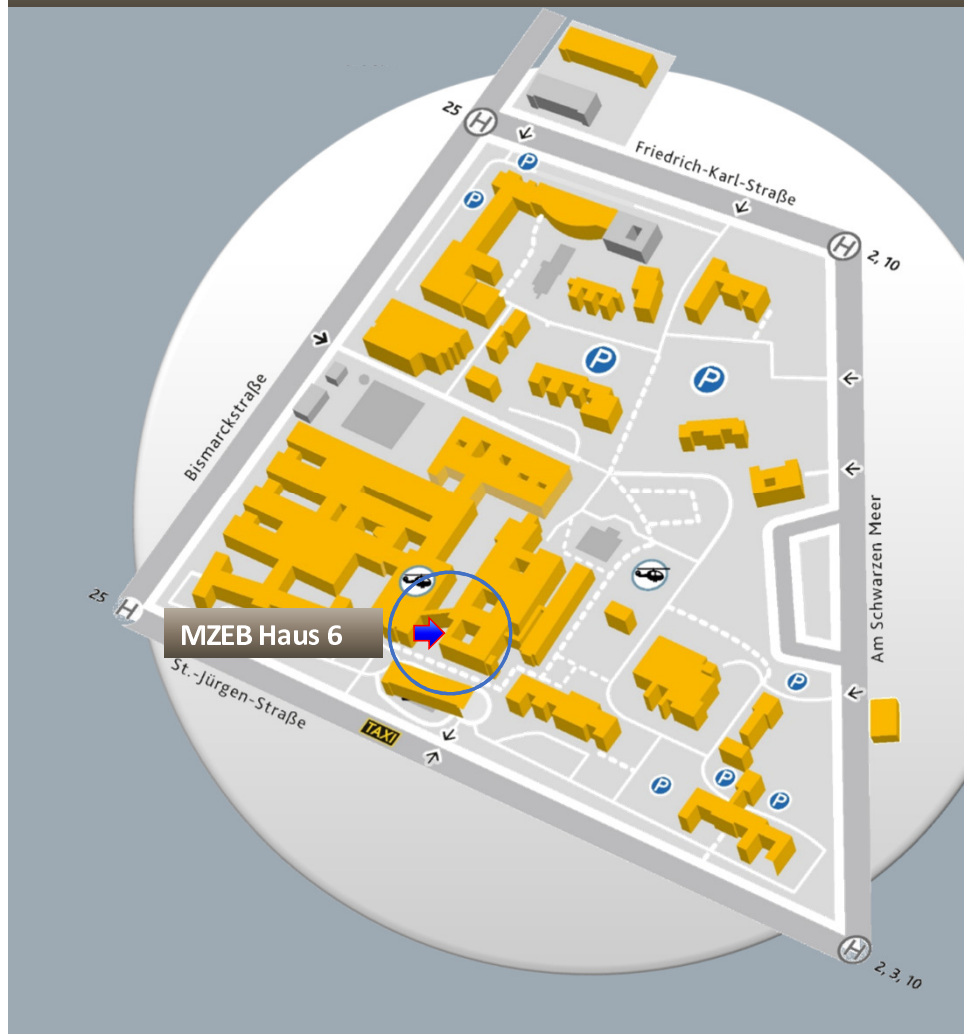 25
H
Friedrich-Karl-Straße
P
P
H
2, 10
P
P
Bismarckstraße
Am Schwarzen Meer
25
H
MZEB Haus 6
St.-Jürgen-Straße
TAXI
P
P
P
P
H
2, 3, 10